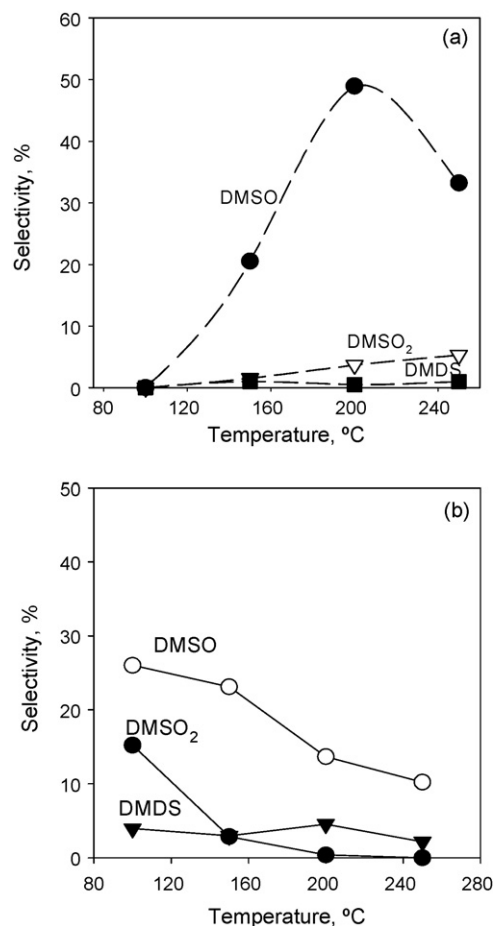 (a)
60
50
40
30
20
10
0
Selectivity, %
DMSO
DMSO₂
DMDS
80 120 160 200 240
Temperature, ºC
(b)
50
40
30
20
10
0
Selectivity, %
DMSO
DMSO₂
DMDS
80 120 160 200 240 280
Temperature, ºC